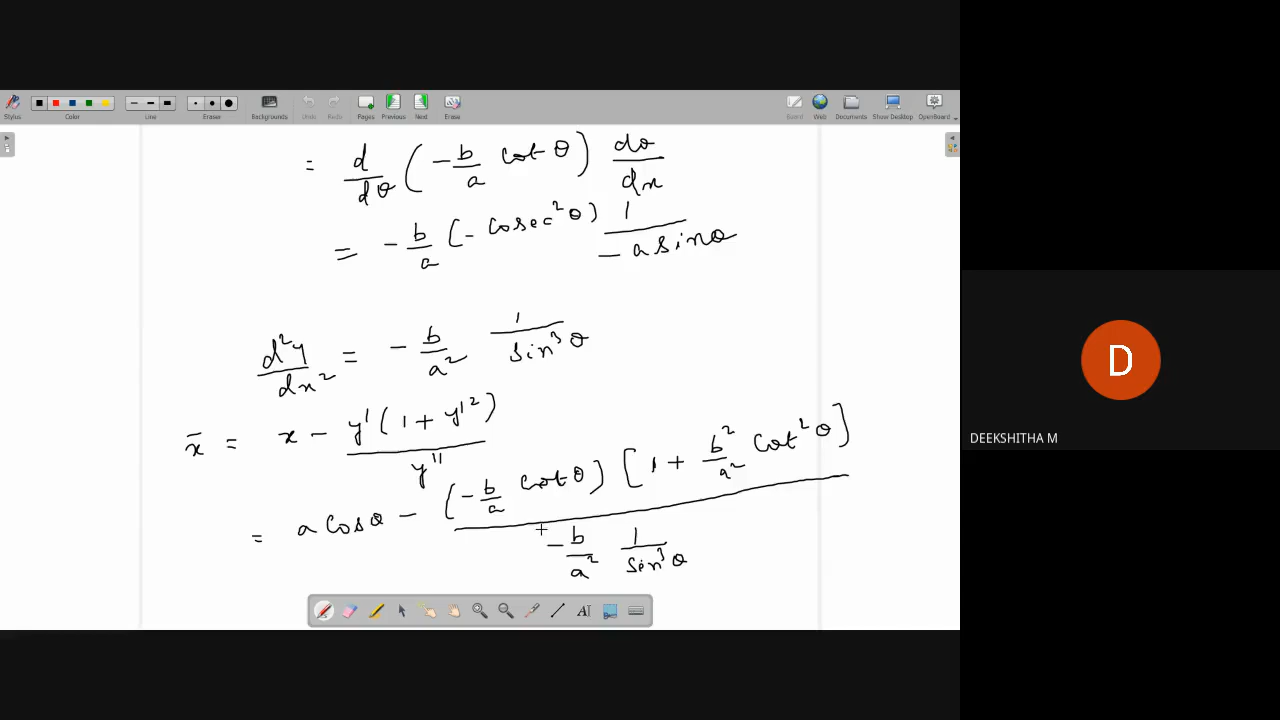 Stylus Color Line Eraser Backgrounds Undo Redo Pages Previous Next Erase Board Web Documents Show Desktop OpenBoard
= d/dθ (-b/a cot θ) dθ/dx
= -b/a (-cosec²θ) 1/(-a sinθ)
d²y/dx² = -b/a² 1/sin³θ
x̄ = x - y'(1 + y'²)/y''
= a cosθ - (-b/a cot θ) [1 + b²/a² cot²θ] / (-b/a² 1/sin³θ)
D
DEEKSHITHA M